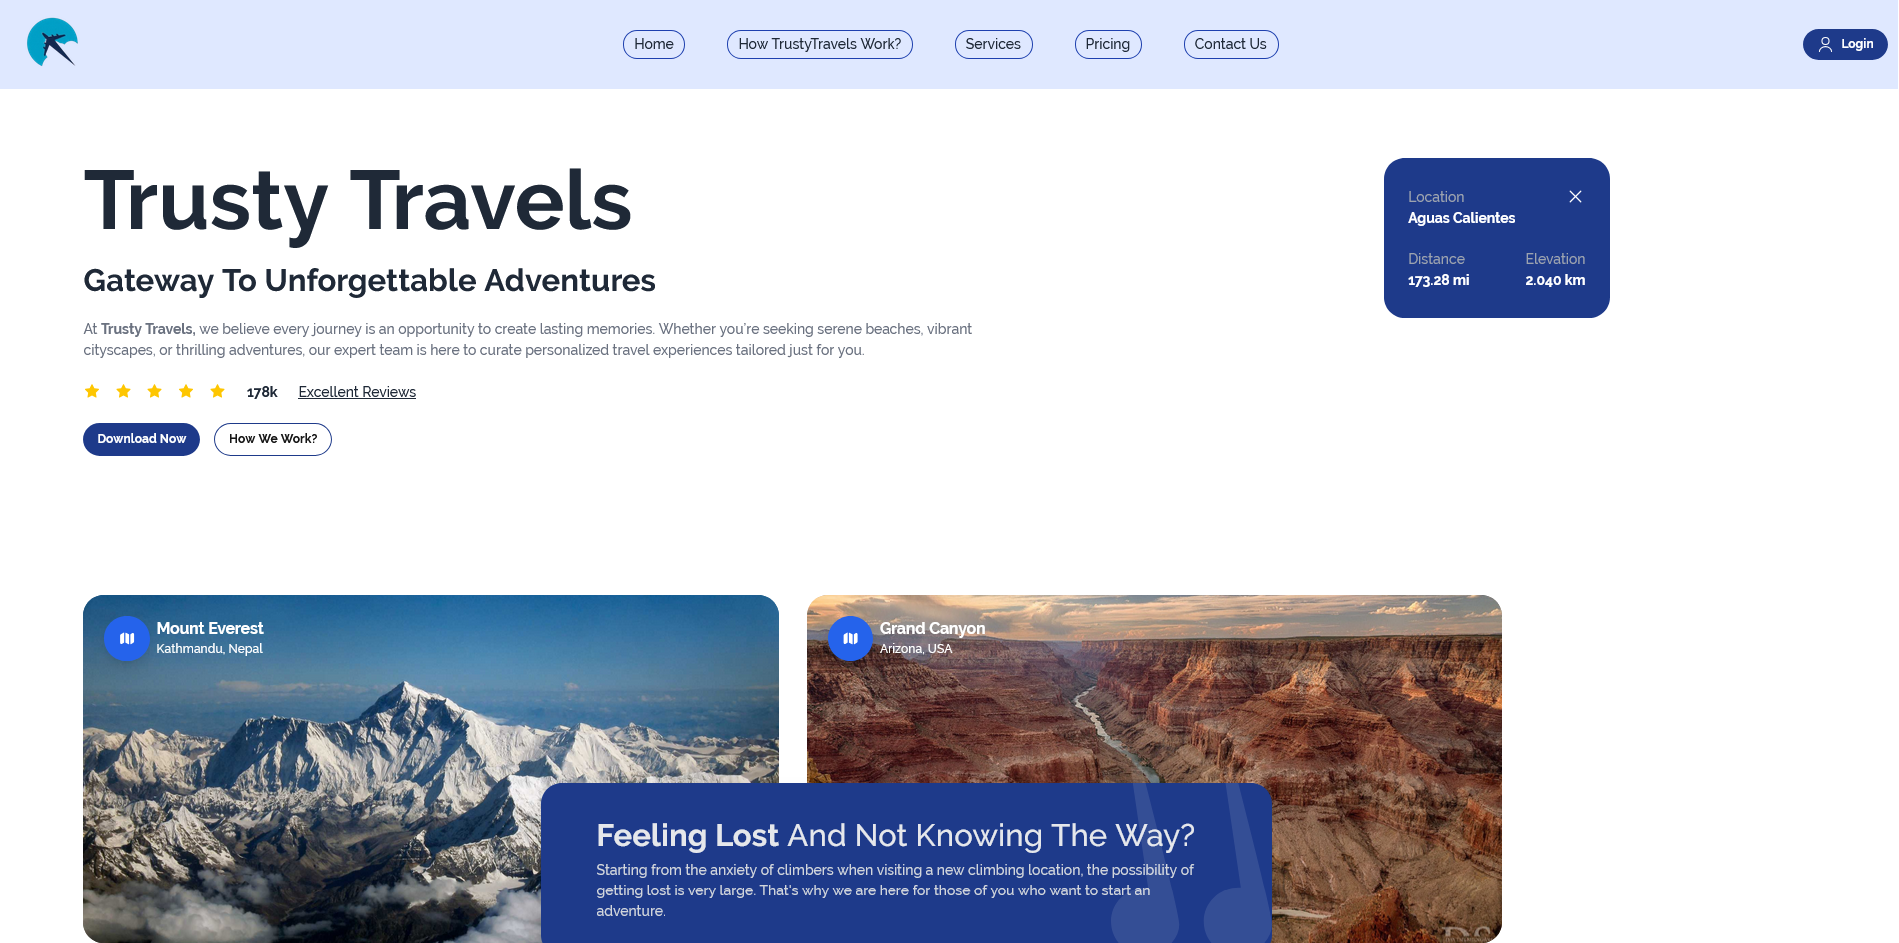 Home
How TrustyTravels Work?
Services
Pricing
Contact Us
Login
Trusty Travels
Gateway To Unforgettable Adventures
At Trusty Travels, we believe every journey is an opportunity to create lasting memories. Whether you're seeking serene beaches, vibrant
cityscapes, or thrilling adventures, our expert team is here to curate personalized travel experiences tailored just for you.
178k
Excellent Reviews
Download Now
How We Work?
Location
Aguas Calientes
Distance
Elevation
173.28 mi
2.040 km
Mount Everest
Kathmandu, Nepal
Grand Canyon
Arizona, USA
Feeling Lost And Not Knowing The Way?
Starting from the anxiety of climbers when visiting a new climbing location, the possibility of
getting lost is very large. That's why we are here for those of you who want to start an
adventure.